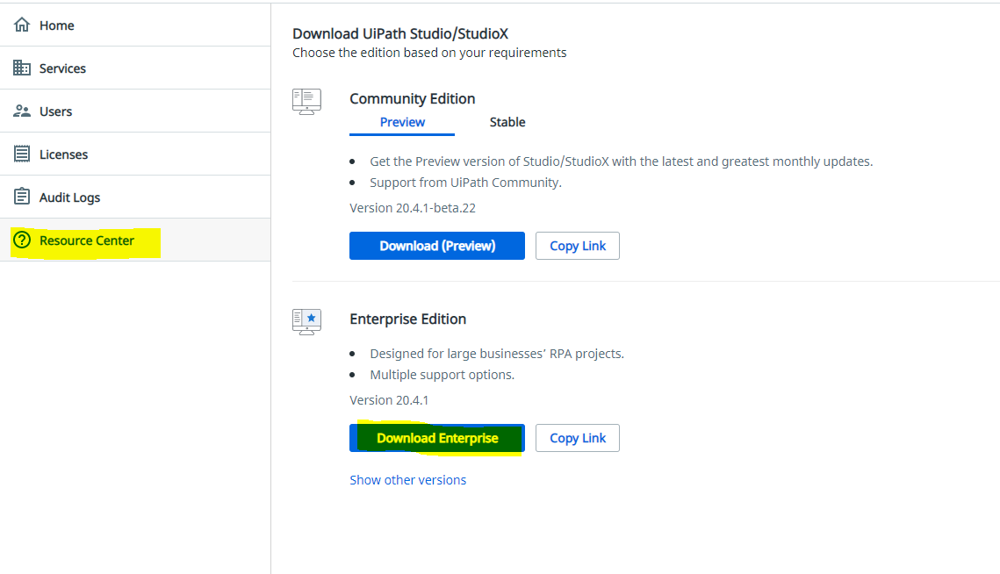 Home
Services
Users
Licenses
Audit Logs
Resource Center
Download UiPath Studio/StudioX
Choose the edition based on your requirements
Community Edition
Preview Stable
Get the Preview version of Studio/StudioX with the latest and greatest monthly updates.
Support from UiPath Community.
Version 20.4.1-beta.22
Download (Preview) Copy Link
Enterprise Edition
Designed for large businesses’ RPA projects.
Multiple support options.
Version 20.4.1
Download Enterprise Copy Link
Show other versions